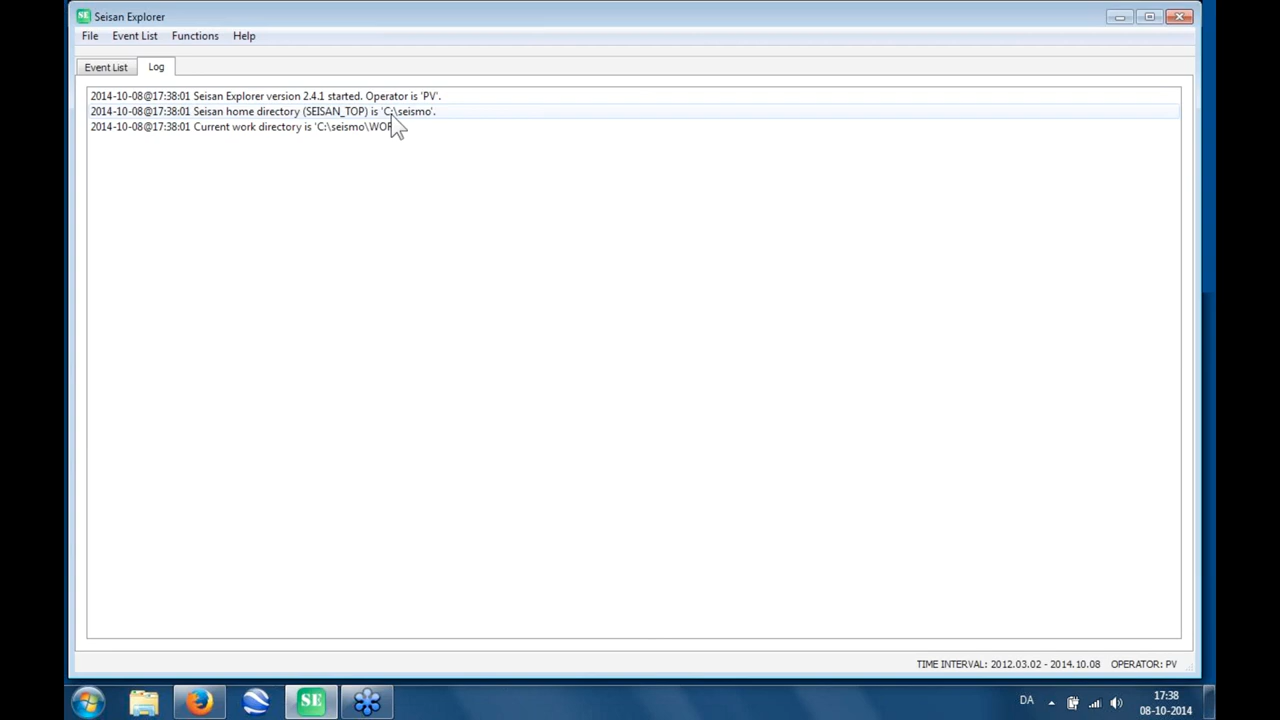 Seisan Explorer
File Event List Functions Help
Event List Log
2014-10-08@17:38:01 Seisan Explorer version 2.4.1 started. Operator is 'PV'.
2014-10-08@17:38:01 Seisan home directory (SEISAN_TOP) is 'C:\seismo'.
2014-10-08@17:38:01 Current work directory is 'C:\seismo\WOR
TIME INTERVAL: 2012.03.02 - 2014.10.08 OPERATOR: PV
SE
DA 17:38
08-10-2014